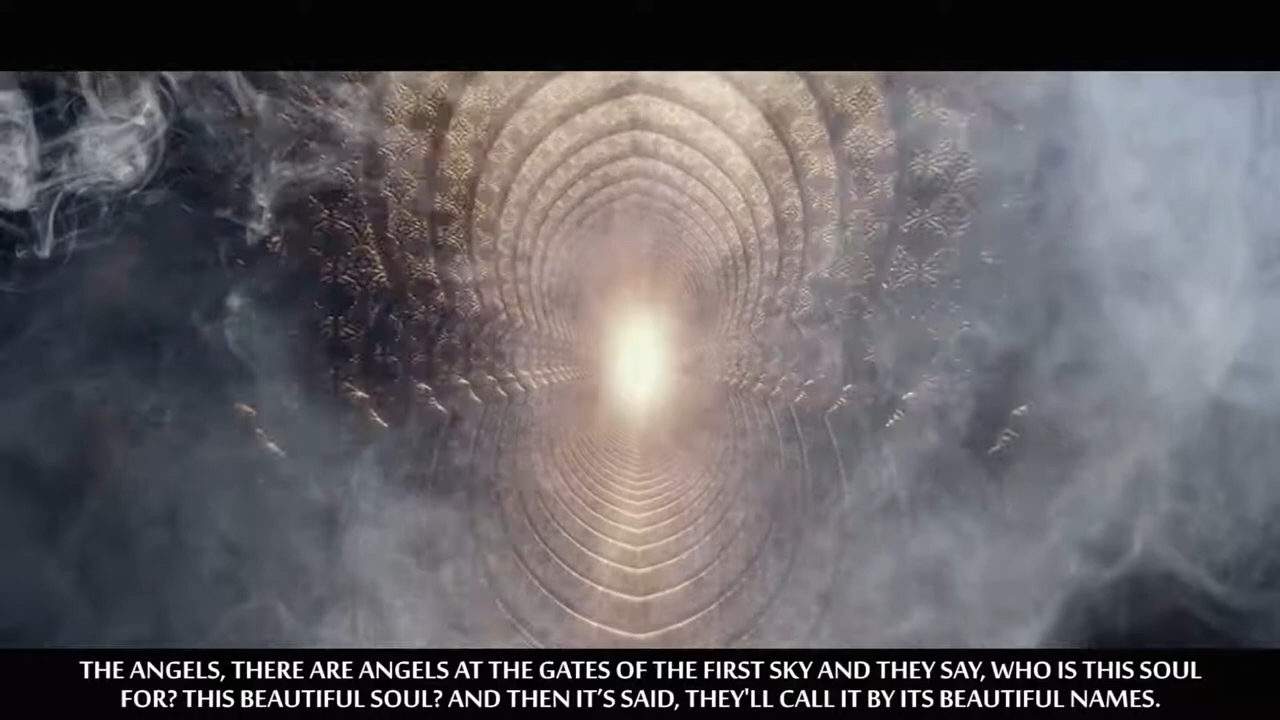 THE ANGELS, THERE ARE ANGELS AT THE GATES OF THE FIRST SKY AND THEY SAY, WHO IS THIS SOUL
FOR? THIS BEAUTIFUL SOUL? AND THEN IT’S SAID, THEY'LL CALL IT BY ITS BEAUTIFUL NAMES.